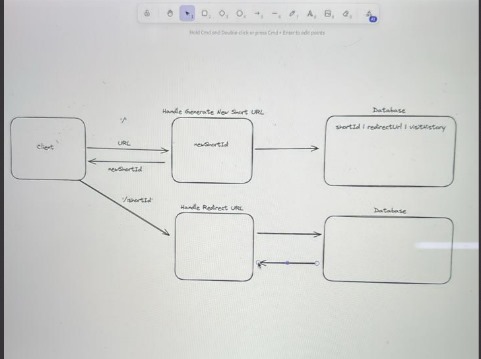 Hold Cmd and Double click or press Cmd + Enter to edit points
Handle Generate New Short URL
Database
'/'
URL
Client
newShortId
shortId | redirectUrl | visitHistory
newShortId
'/shortId'
Handle Redirect URL
Database